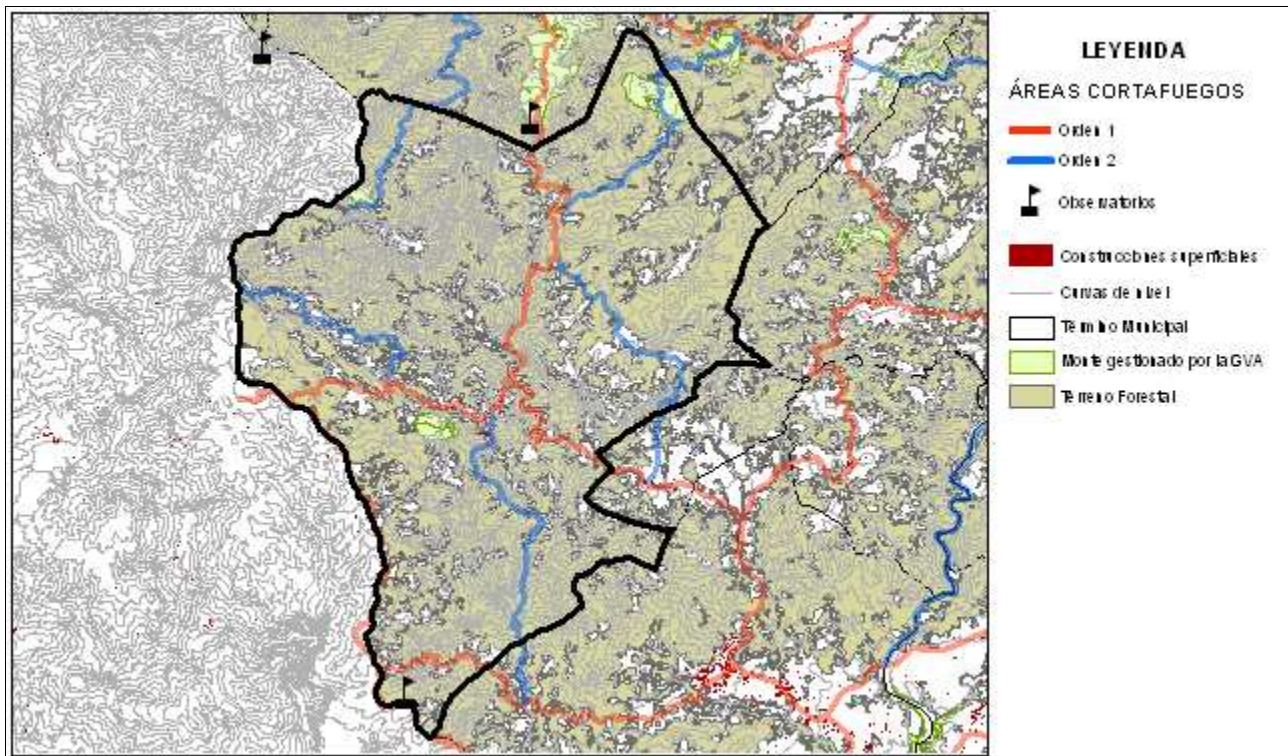 LEYENDA
ÁREAS CORTAFUEGOS
Orden 1
Orden 2
Observatorios
Construcciones superficiales
Curvas de nivel
Término Municipal
Monte gestionado por la GVA
Terreno Forestal